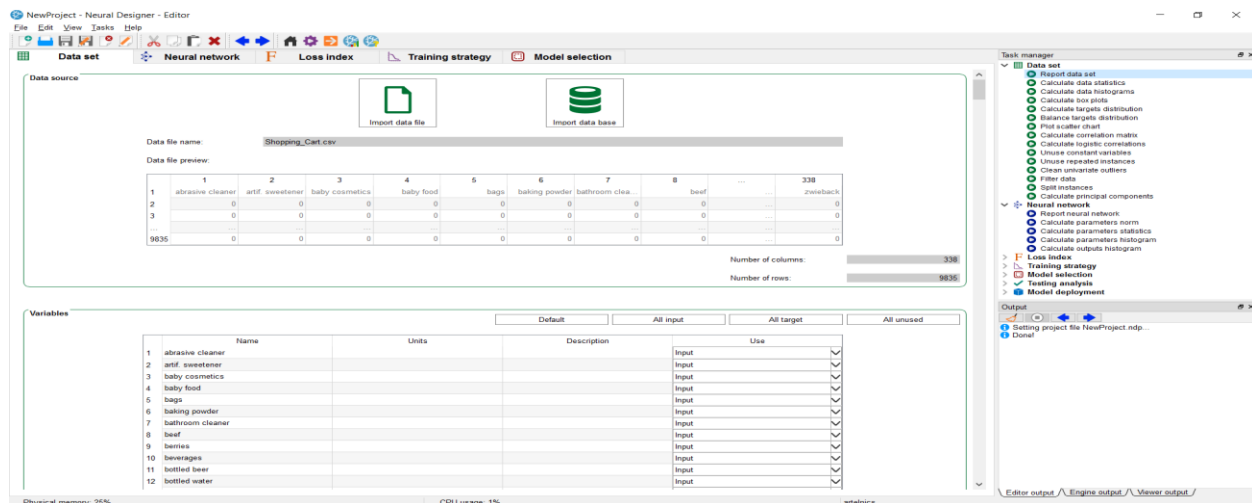 NewProject - Neural Designer - Editor
File Edit View Tasks Help
Data set Neural network Loss index Training strategy Model selection
Data source
Import data file Import data base
Data file name: Shopping_Cart.csv
Data file preview:
1 2 3 4 5 6 7 8 ... 338
1 abrasive cleaner artif. sweetener baby cosmetics baby food bags baking powder bathroom clea... beef ... zwieback
2 0 0 0 0 0 0 0 0 ... 0
3 0 0 0 0 0 0 0 0 ... 0
... ... ... ... ... ... ... ... ... ... ...
9835 0 0 0 0 0 0 0 0 ... 0
Number of columns: 338
Number of rows: 9835
Variables
Default All input All target All unused
Name Units Description Use
1 abrasive cleaner Input
2 artif. sweetener Input
3 baby cosmetics Input
4 baby food Input
5 bags Input
6 baking powder Input
7 bathroom cleaner Input
8 beef Input
9 berries Input
10 beverages Input
11 bottled beer Input
12 bottled water Input
Task manager
Data set
Report data set
Calculate data statistics
Calculate data histograms
Calculate box plots
Calculate targets distribution
Balance targets distribution
Plot scatter chart
Calculate correlation matrix
Calculate logistic correlations
Unuse constant variables
Unuse repeated instances
Clean univariate outliers
Filter data
Split instances
Calculate principal components
Neural network
Report neural network
Calculate parameters norm
Calculate parameters statistics
Calculate parameters histogram
Calculate outputs histogram
Loss index
Training strategy
Model selection
Testing analysis
Model deployment
Output
Setting project file NewProject.ndp...
Done!
Editor output Engine output Viewer output
Physical memory: 25% CPU usage: 1% artelnics